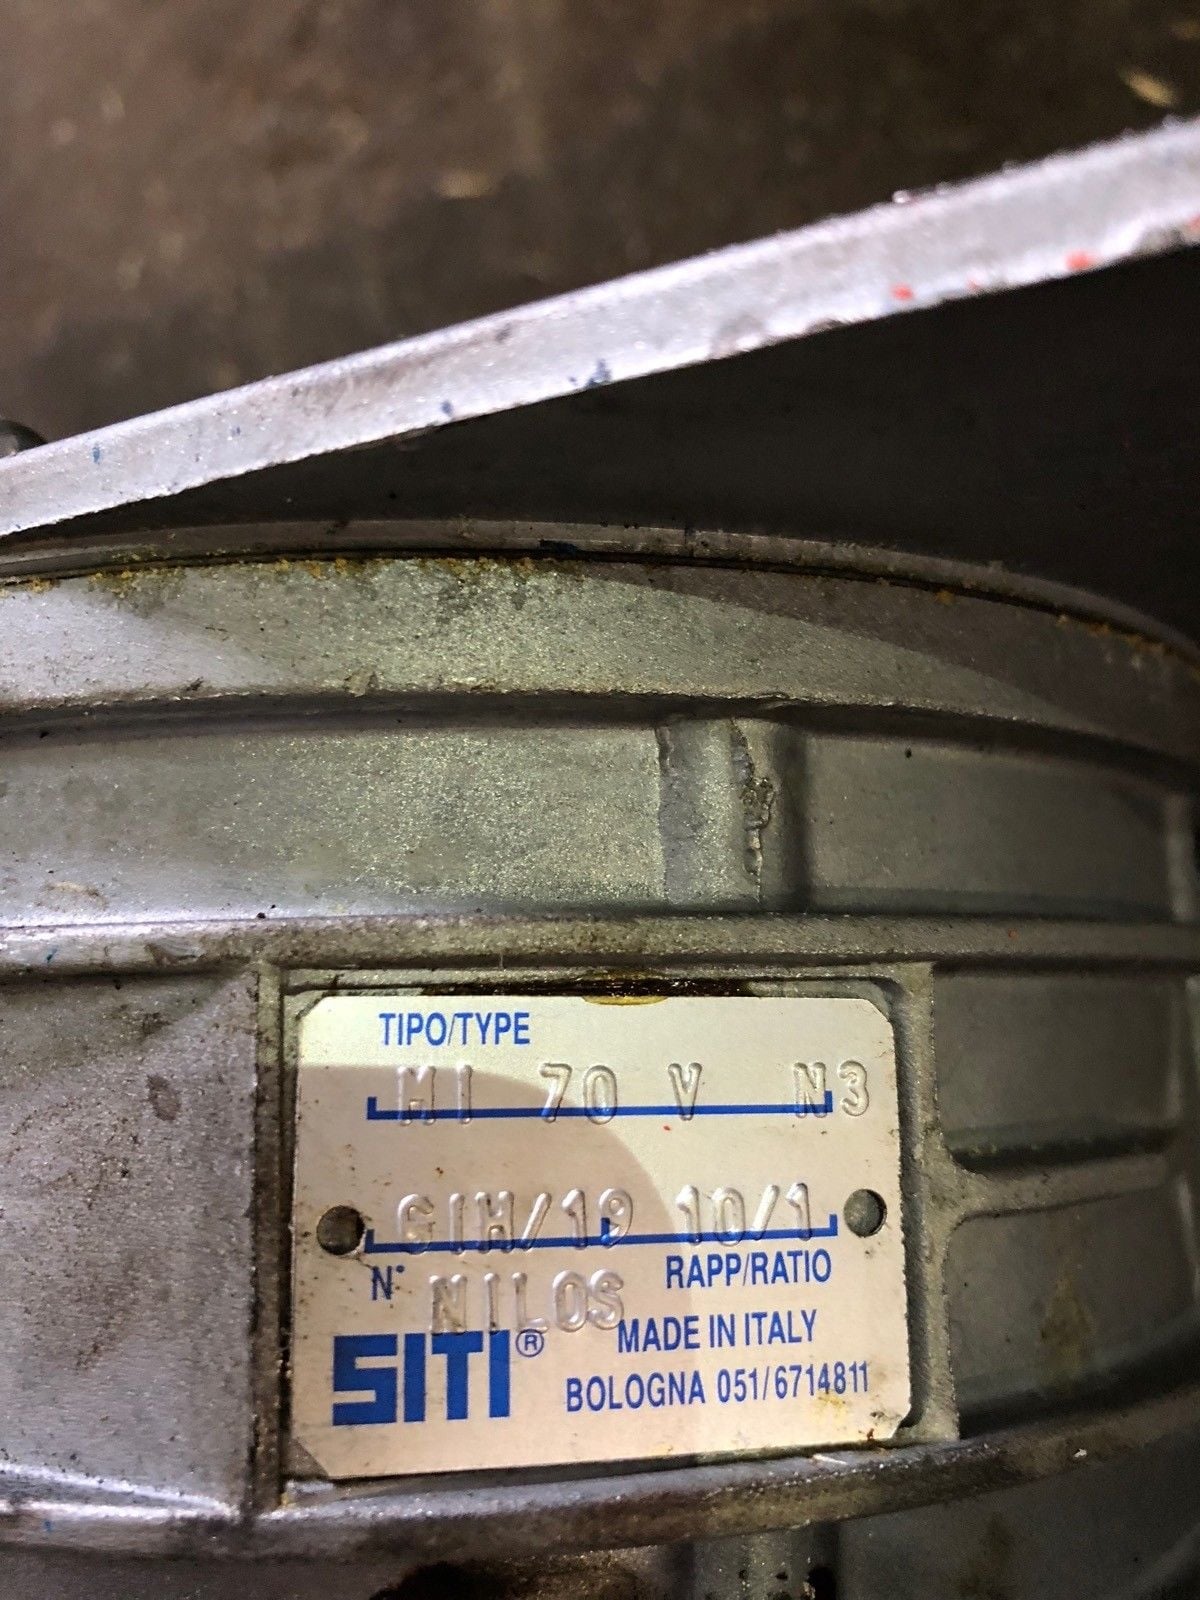 TIPO/TYPE
MI 70 V N3
GIH/19 10/1
N° RAPP/RATIO
NILOS
SITI® MADE IN ITALY
BOLOGNA 051/6714811